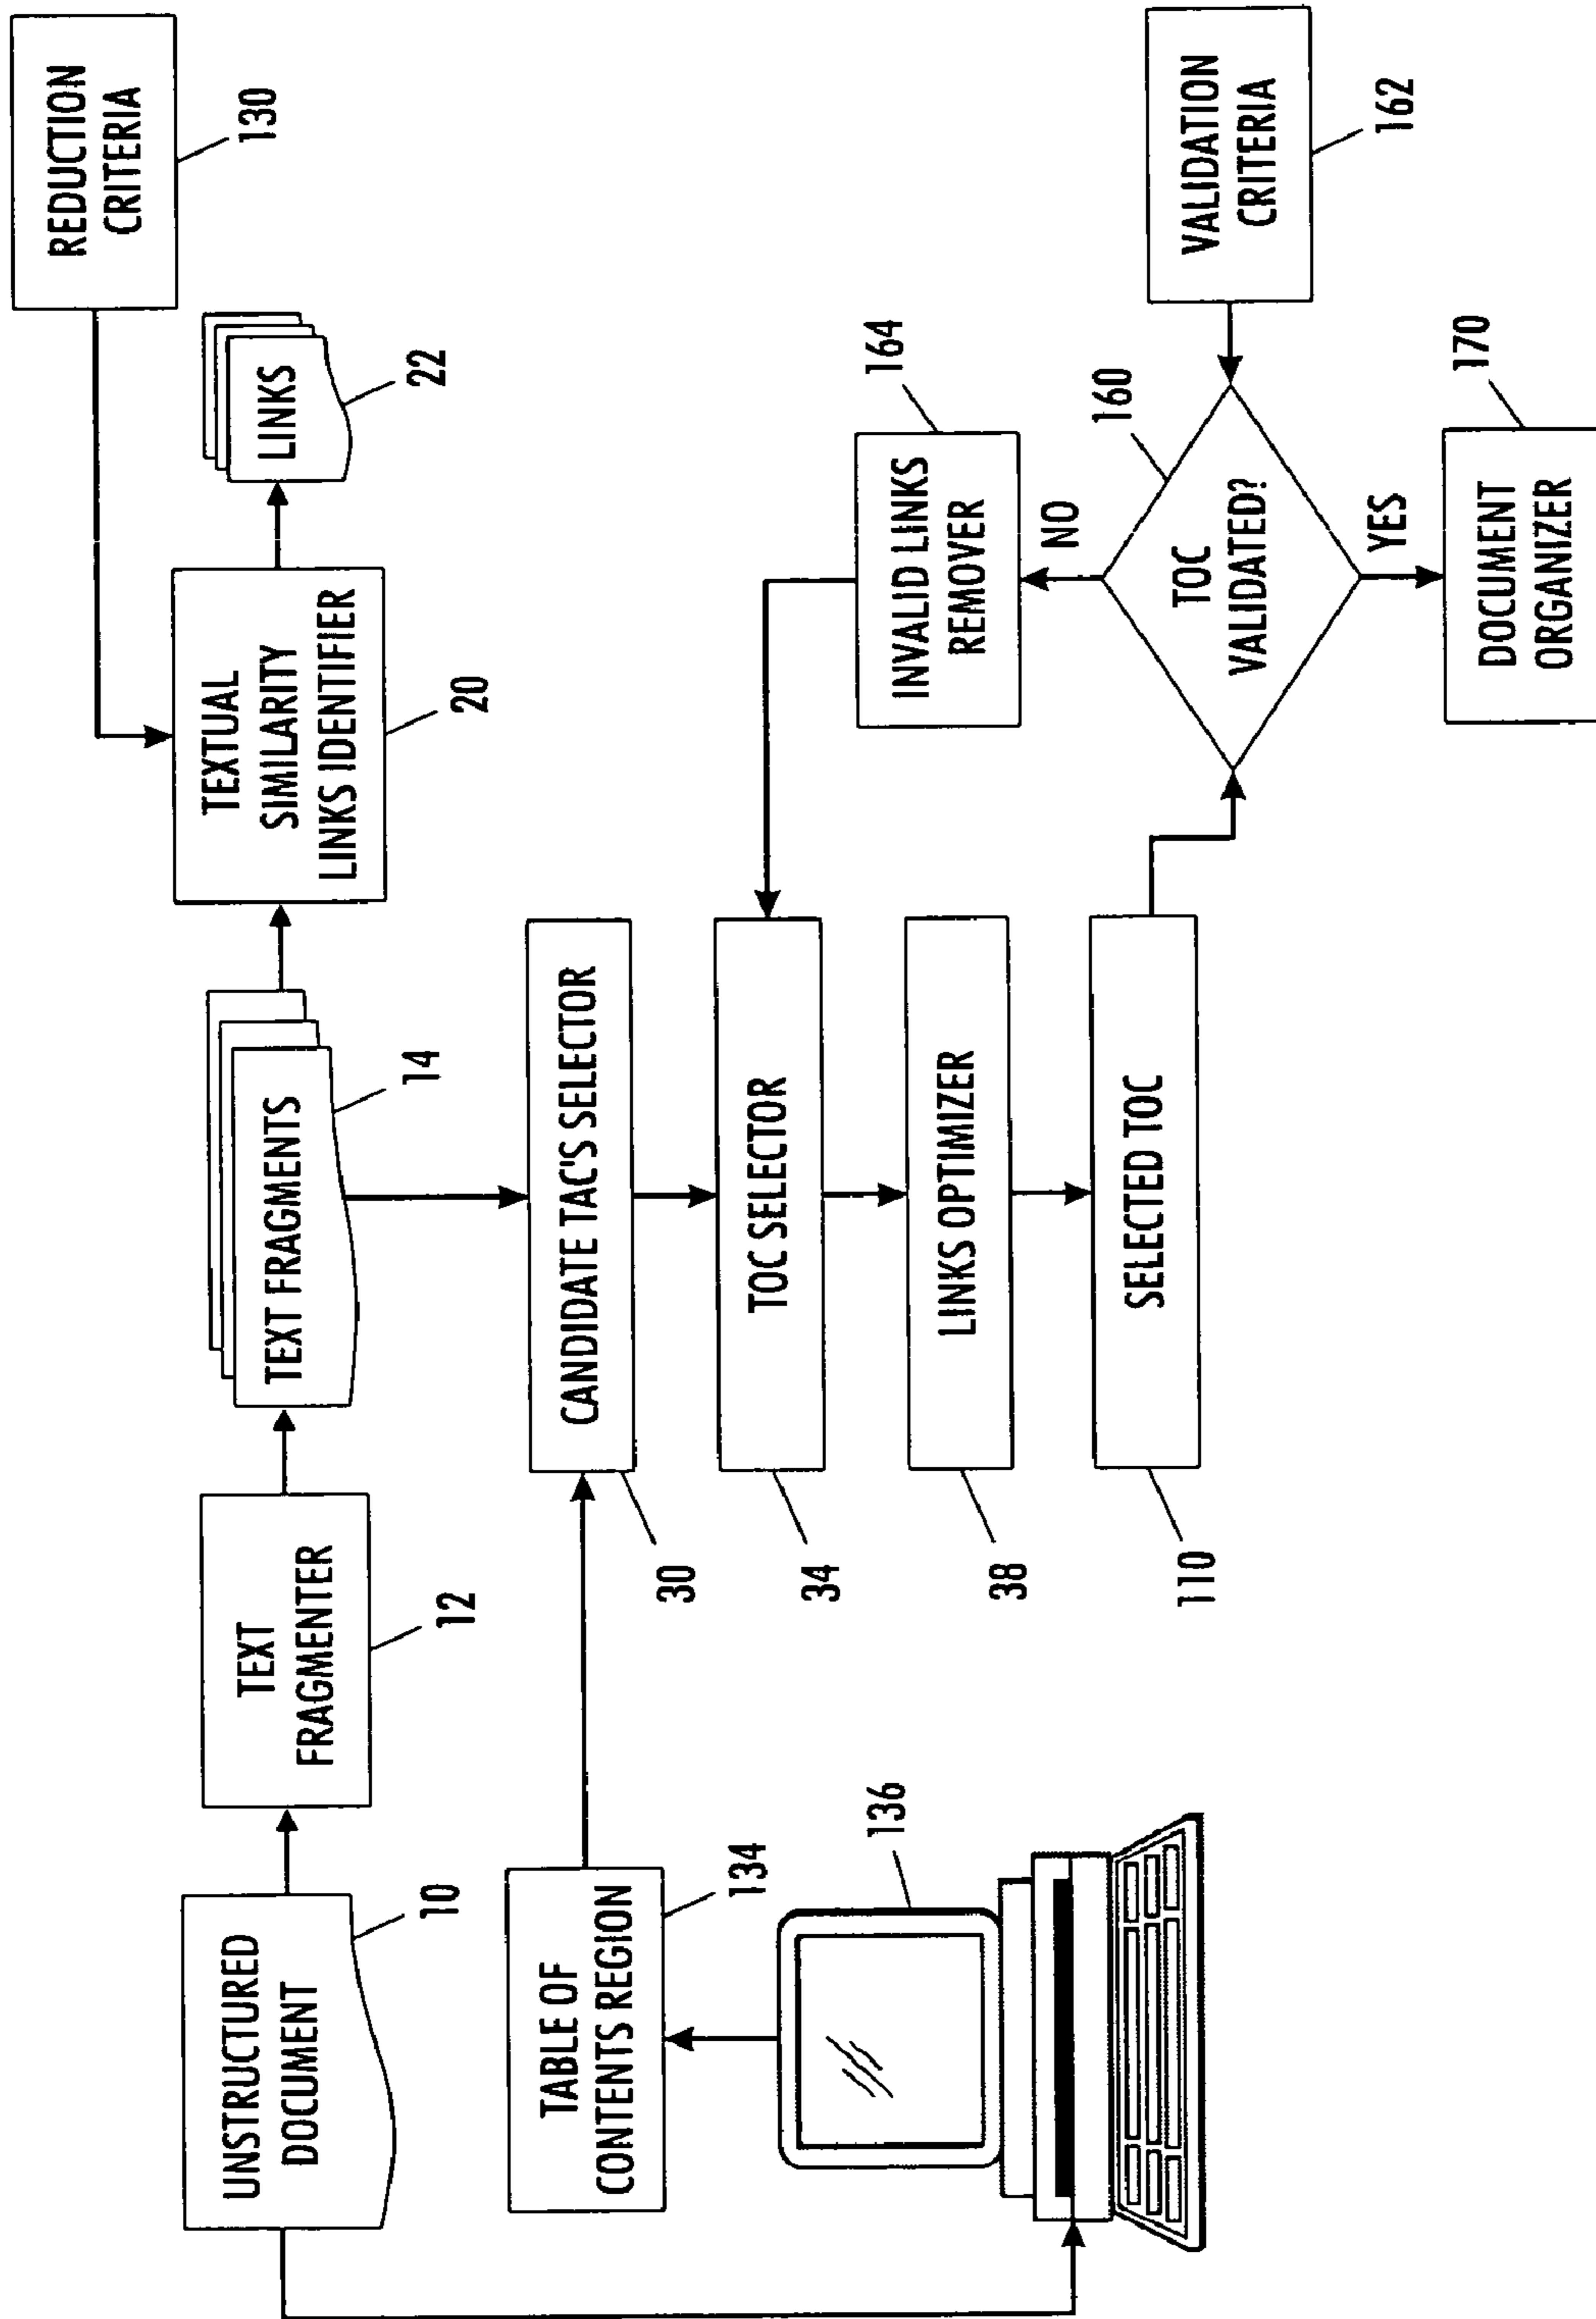 REDUCTION
CRITERIA
130
UNSTRUCTURED
DOCUMENT
10
TEXT
FRAGMENTER
12
TEXT FRAGMENTS
14
TEXTUAL
SIMILARITY
LINKS IDENTIFIER
20
LINKS
22
TABLE OF
CONTENTS REGION
134
136
CANDIDATE TAC'S SELECTOR
30
TOC SELECTOR
34
LINKS OPTIMIZER
38
SELECTED TOC
110
INVALID LINKS
REMOVER
164
NO
TOC
VALIDATED?
160
YES
VALIDATION
CRITERIA
162
DOCUMENT
ORGANIZER
170